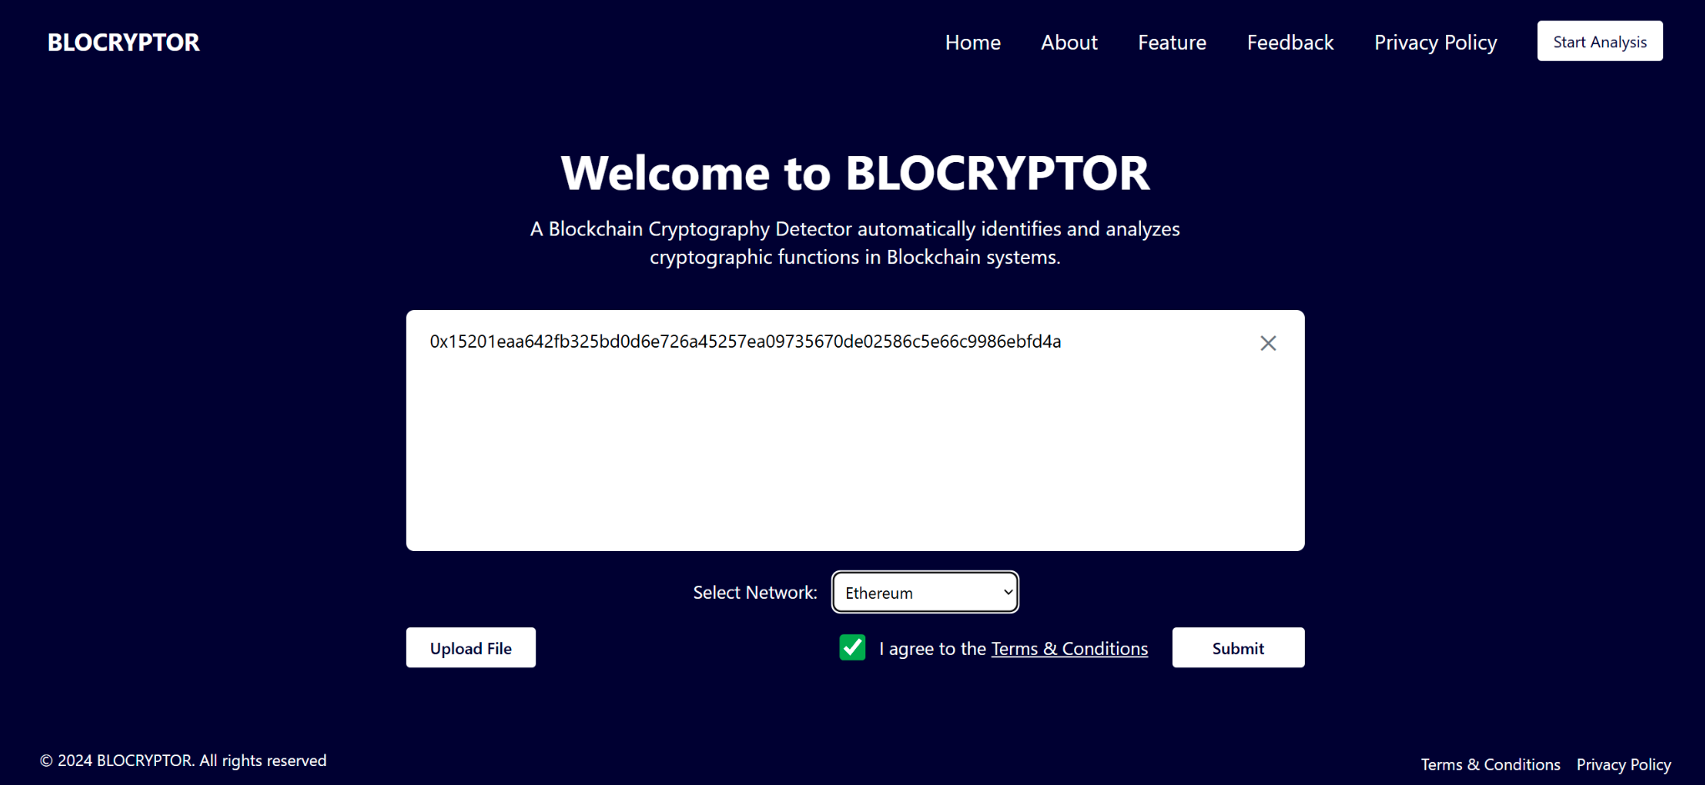 BLOCRYPTOR
Home
About
Feature
Feedback
Privacy Policy
Start Analysis
Welcome to BLOCRYPTOR
A Blockchain Cryptography Detector automatically identifies and analyzes
cryptographic functions in Blockchain systems.
0x15201eaa642fb325bd0d6e726a45257ea09735670de02586c5e66c9986ebfd4a
Select Network:
Ethereum
Upload File
I agree to the Terms & Conditions
Submit
© 2024 BLOCRYPTOR. All rights reserved
Terms & Conditions
Privacy Policy